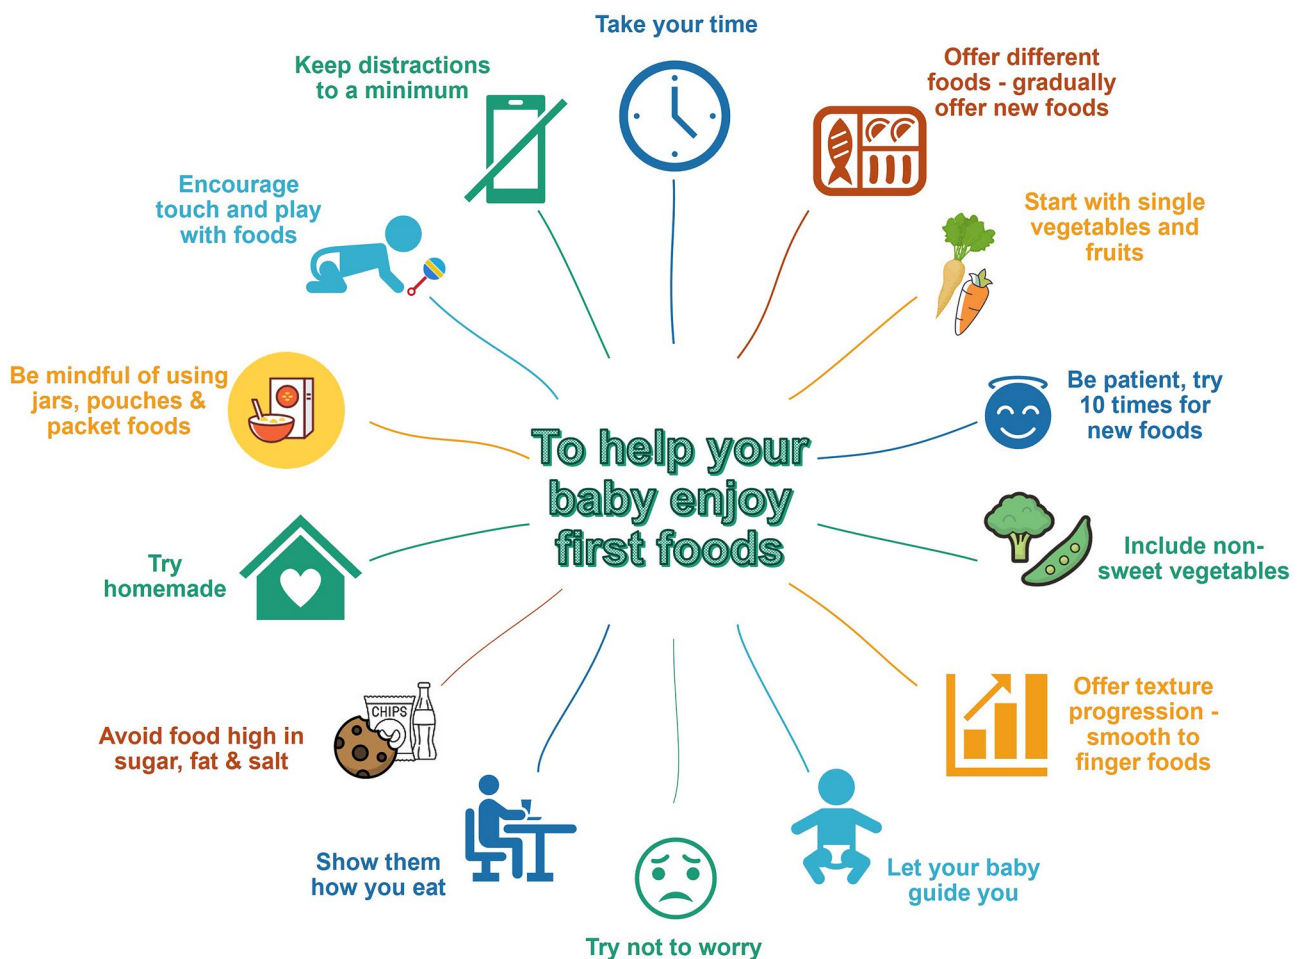 Take your time
Keep distractions
to a minimum
Offer different
foods - gradually
offer new foods
Encourage
touch and play
with foods
Start with single
vegetables and
fruits
Be mindful of using
jars, pouches &
packet foods
Be patient, try
10 times for
new foods
To help your
baby enjoy
first foods
Try
homemade
Include non-
sweet vegetables
Avoid food high in
sugar, fat & salt
CHIPS
Offer texture
progression -
smooth to
finger foods
Show them
how you eat
Let your baby
guide you
Try not to worry